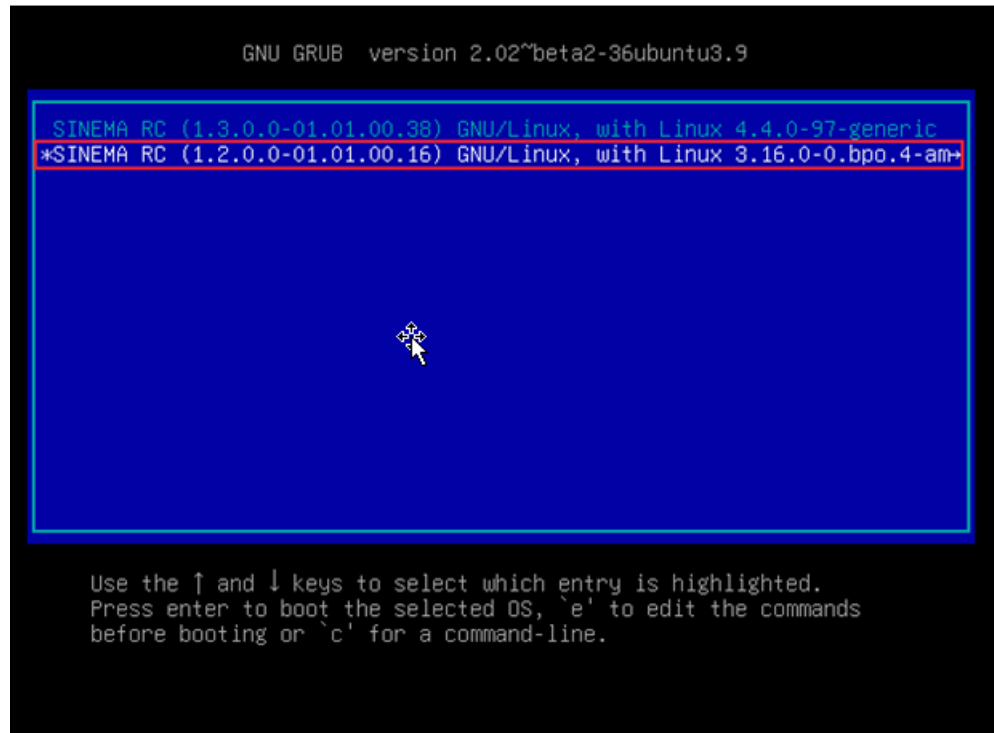 GNU GRUB version 2.02~beta2-36ubuntu3.9
SINEMA RC (1.3.0.0-01.01.00.38) GNU/Linux, with Linux 4.4.0-97-generic
*SINEMA RC (1.2.0.0-01.01.00.16) GNU/Linux, with Linux 3.16.0-0.bpo.4-am→
Use the ↑ and ↓ keys to select which entry is highlighted.
Press enter to boot the selected OS, `e' to edit the commands
before booting or `c' for a command-line.